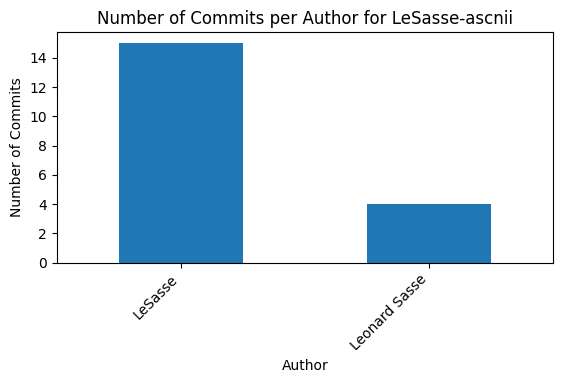 Number of Commits per Author for LeSasse-ascnii
Number of Commits
14
12
10
8
6
4
2
0
LeSasse
Leonard Sasse
Author